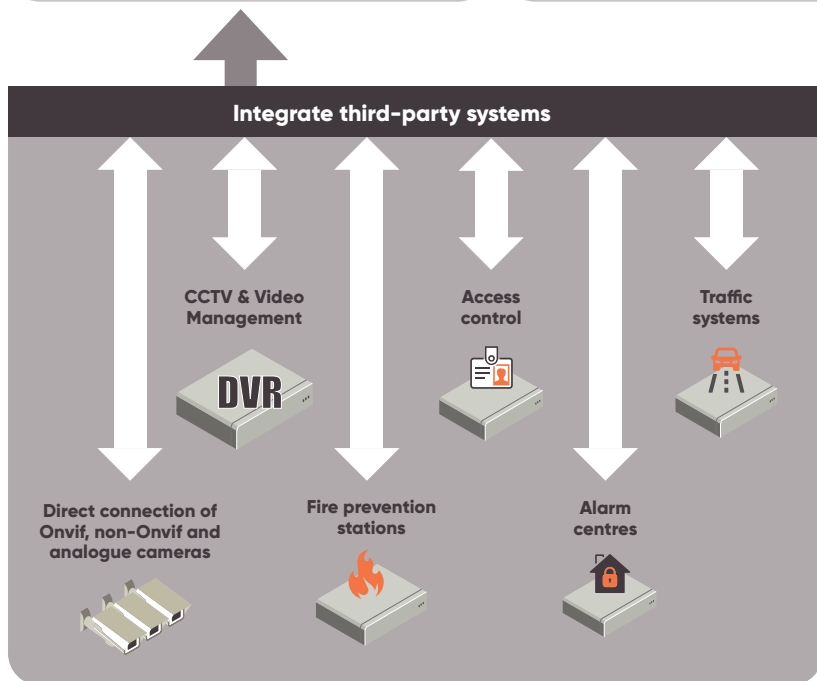 Integrate third-party systems
CCTV & Video
Management
Access
control
Traffic
systems
DVR
Direct connection of
Onvif, non-Onvif and
analogue cameras
Fire prevention
stations
Alarm
centres